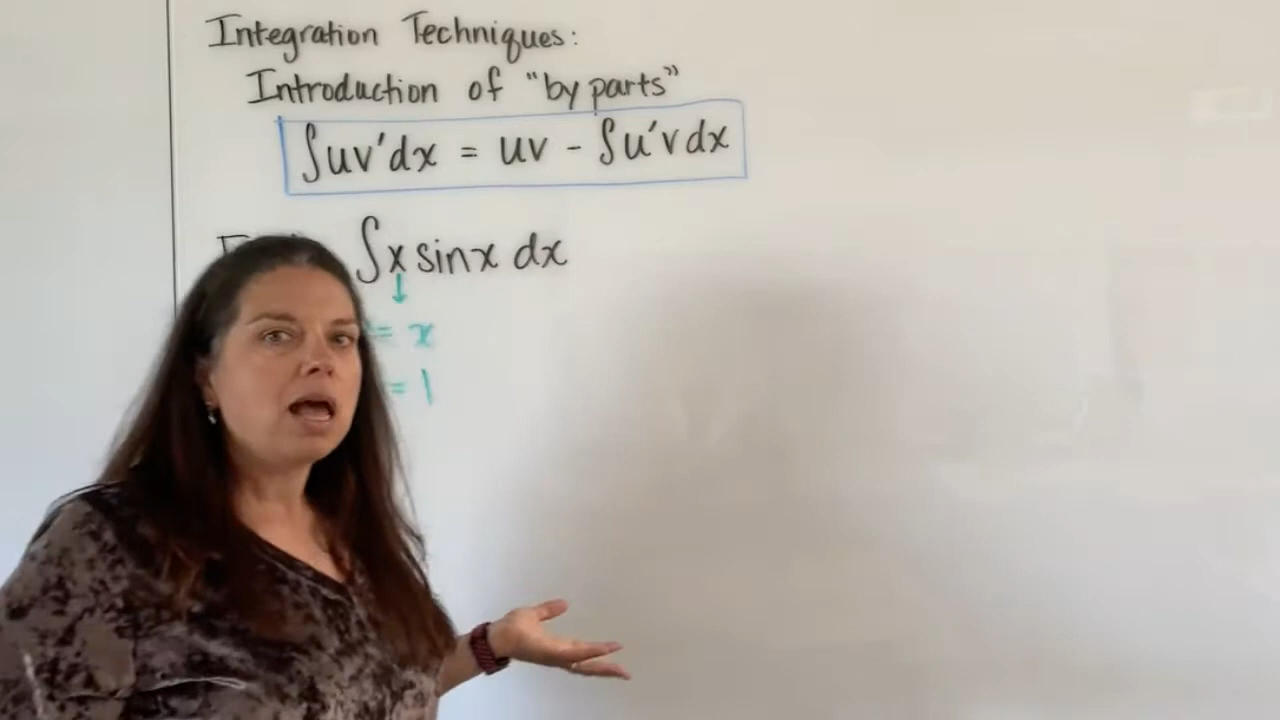 Integration Techniques:
Introduction of "by parts"
∫uv'dx = uv - ∫u'vdx
∫x sinx dx
↓
= x
= 1